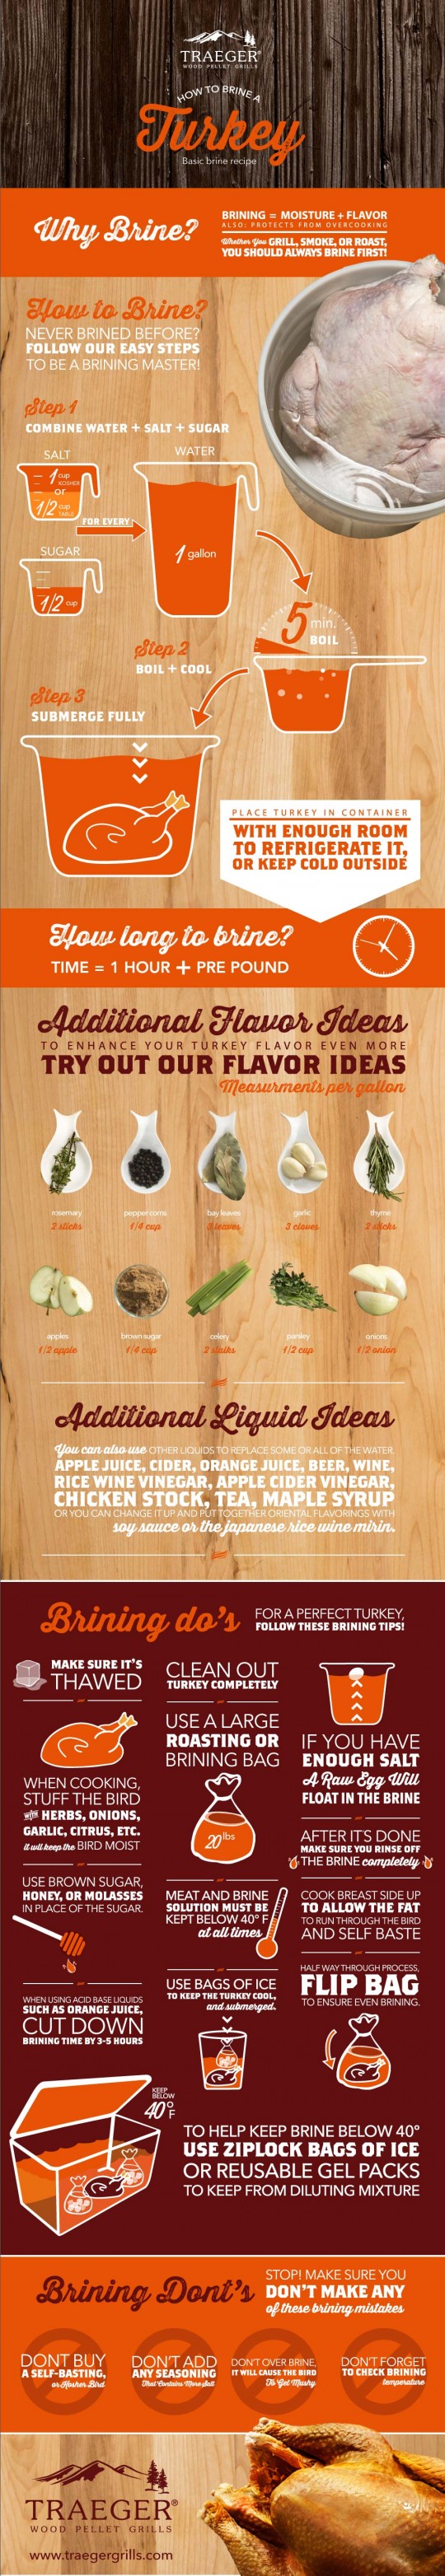 TRAEGER®
WOOD PELLET GRILLS
HOW TO BRINE A
Turkey
Basic brine recipe
Why Brine?
BRINING = MOISTURE + FLAVOR
ALSO: PROTECTS FROM OVERCOOKING
Whether You GRILL, SMOKE, OR ROAST,
YOU SHOULD ALWAYS BRINE FIRST!
How to Brine?
NEVER BRINED BEFORE?
FOLLOW OUR EASY STEPS
TO BE A BRINING MASTER!
Step 1
COMBINE WATER + SALT + SUGAR
SALT
1 cup
KOSHER
or
1/2 cup
TABLE
WATER
FOR EVERY
1 gallon
SUGAR
1/2 cup
5 min.
BOIL
Step 2
BOIL + COOL
Step 3
SUBMERGE FULLY
PLACE TURKEY IN CONTAINER
WITH ENOUGH ROOM
TO REFRIGERATE IT,
OR KEEP COLD OUTSIDE
How long to brine?
TIME = 1 HOUR + PRE POUND
Additional Flavor Ideas
TO ENHANCE YOUR TURKEY FLAVOR EVEN MORE
TRY OUT OUR FLAVOR IDEAS
Measurments per gallon
rosemary
2 sticks
peppercorns
1/4 cup
bay leaves
3 leaves
garlic
3 cloves
thyme
2 sticks
apples
1/2 apple
brown sugar
1/4 cup
celery
2 stalks
parsley
1/2 cup
onions
1/2 onion
Additional Liquid Ideas
You can also use OTHER LIQUIDS TO REPLACE SOME OR ALL OF THE WATER.
APPLE JUICE, CIDER, ORANGE JUICE, BEER, WINE,
RICE WINE VINEGAR, APPLE CIDER VINEGAR,
CHICKEN STOCK, TEA, MAPLE SYRUP
OR YOU CAN CHANGE IT UP AND PUT TOGETHER ORIENTAL FLAVORINGS WITH
soy sauce or the japanese rice wine mirin.
Brining do's
FOR A PERFECT TURKEY,
FOLLOW THESE BRINING TIPS!
MAKE SURE IT'S
THAWED
WHEN COOKING,
STUFF THE BIRD
with HERBS, ONIONS,
GARLIC, CITRUS, ETC.
it will keep the BIRD MOIST
USE BROWN SUGAR,
HONEY, OR MOLASSES
IN PLACE OF THE SUGAR.
WHEN USING ACID BASE LIQUIDS
SUCH AS ORANGE JUICE,
CUT DOWN
BRINING TIME BY 3-5 HOURS
CLEAN OUT
TURKEY COMPLETELY
USE A LARGE
ROASTING OR
BRINING BAG
20 lbs
MEAT AND BRINE
SOLUTION MUST BE
KEPT BELOW 40° F
at all times
USE BAGS OF ICE
TO KEEP THE TURKEY COOL,
and submerged.
IF YOU HAVE
ENOUGH SALT
A Raw Egg Will
FLOAT IN THE BRINE
AFTER IT'S DONE
MAKE SURE YOU RINSE OFF
THE BRINE completely
COOK BREAST SIDE UP
TO ALLOW THE FAT
TO RUN THROUGH THE BIRD
AND SELF BASTE
HALF WAY THROUGH PROCESS,
FLIP BAG
TO ENSURE EVEN BRINING.
KEEP
BELOW
40° F
TO HELP KEEP BRINE BELOW 40°
USE ZIPLOCK BAGS OF ICE
OR REUSABLE GEL PACKS
TO KEEP FROM DILUTING MIXTURE
Brining Dont's
STOP! MAKE SURE YOU
DON'T MAKE ANY
of these brining mistakes
DONT BUY
A SELF-BASTING,
or Kosher Bird
DON'T ADD
ANY SEASONING
That Contains More Salt
DON'T OVER BRINE,
IT WILL CAUSE THE BIRD
To Get Mushy
DON'T FORGET
TO CHECK BRINING
temperature
TRAEGER®
WOOD PELLET GRILLS
www.traegergrills.com